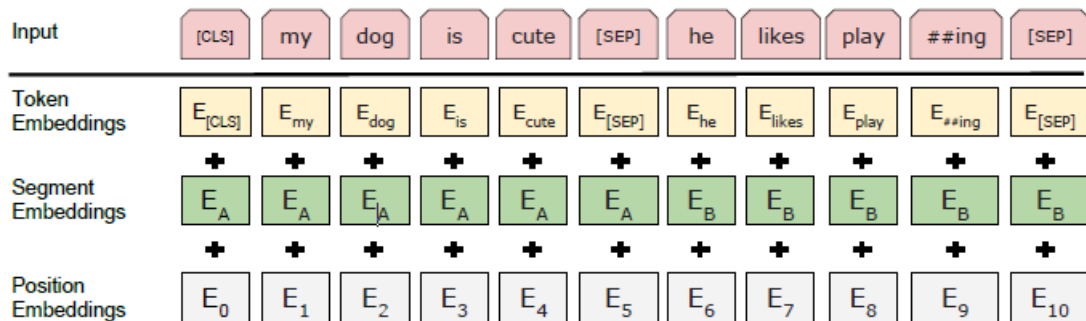 Input [CLS] my dog is cute [SEP] he likes play ##ing [SEP]
Token Embeddings E[CLS] Emy Edog Eis Ecute E[SEP] Ehe Elikes Eplay E##ing E[SEP]
+ + + + + + + + + + +
Segment Embeddings EA EA EA EA EA EA EB EB EB EB EB
+ + + + + + + + + + +
Position Embeddings E0 E1 E2 E3 E4 E5 E6 E7 E8 E9 E10